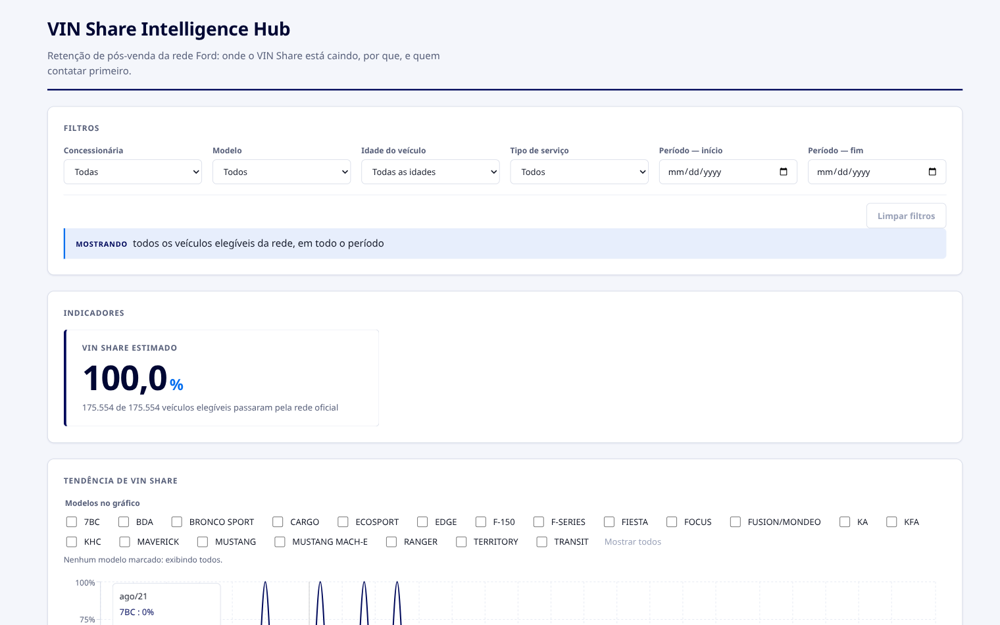 VIN Share Intelligence Hub
Retenção de pós-venda da rede Ford: onde o VIN Share está caindo, por que, e quem
contatar primeiro.
FILTROS
Concessionária Modelo Idade do veículo Tipo de serviço Período — início Período — fim
Todas Todos Todas as idades Todos mm/dd/yyyy mm/dd/yyyy
Limpar filtros
MOSTRANDO todos os veículos elegíveis da rede, em todo o período
INDICADORES
VIN SHARE ESTIMADO
100,0 %
175.554 de 175.554 veículos elegíveis passaram pela rede oficial
TENDÊNCIA DE VIN SHARE
Modelos no gráfico
7BC BDA BRONCO SPORT CARGO ECOSPORT EDGE F-150 F-SERIES FIESTA FOCUS FUSION/MONDEO KA KFA
KHC MAVERICK MUSTANG MUSTANG MACH-E RANGER TERRITORY TRANSIT Mostrar todos
Nenhum modelo marcado: exibindo todos.
100%
ago/21
7BC : 0%
75%